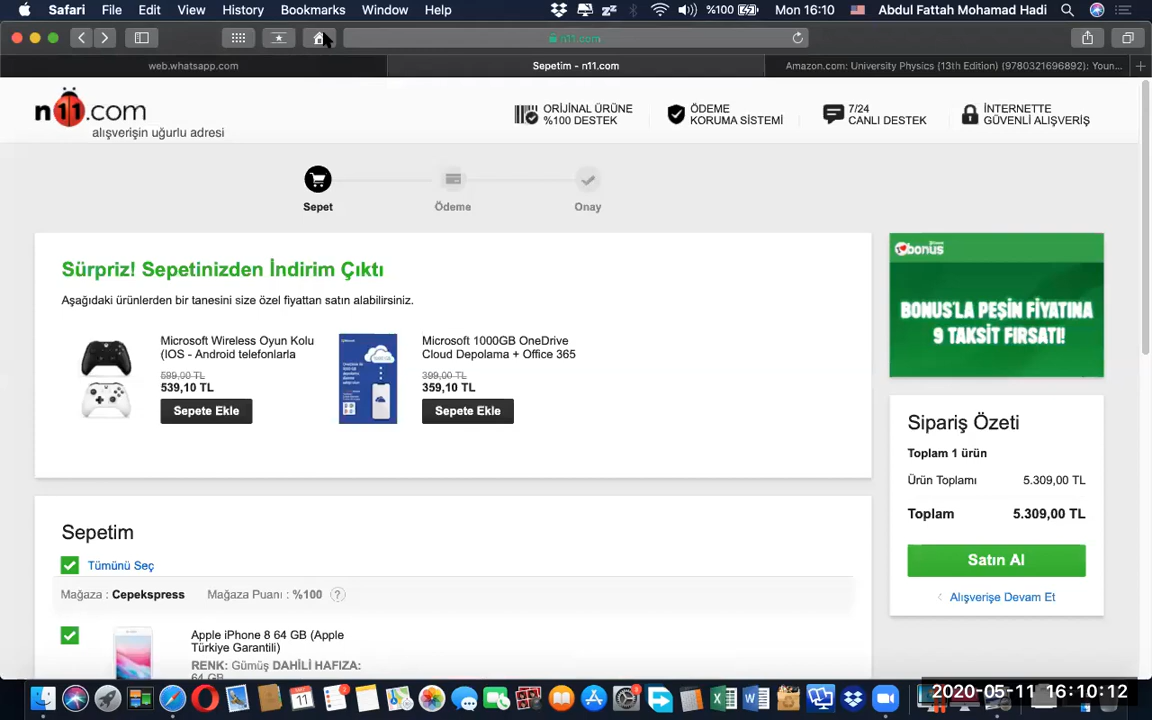 Safari File Edit View History Bookmarks Window Help %100 Mon 16:10 Abdul Fattah Mohamad Hadi
n11.com
web.whatsapp.com
Sepetim - n11.com
Amazon.com: University Physics (13th Edition) (9780321696892): Youn...
n11.com
alışverişin uğurlu adresi
ORİJİNAL ÜRÜNE
%100 DESTEK
ÖDEME
KORUMA SİSTEMİ
7/24
CANLI DESTEK
İNTERNETTE
GÜVENLİ ALIŞVERİŞ
Sepet
Ödeme
Onay
Sürpriz! Sepetinizden İndirim Çıktı
Aşağıdaki ürünlerden bir tanesini size özel fiyattan satın alabilirsiniz.
Microsoft Wireless Oyun Kolu
(IOS - Android telefonlarla
599,00 TL
539,10 TL
Sepete Ekle
Microsoft 1000GB OneDrive
Cloud Depolama + Office 365
399,00 TL
359,10 TL
Sepete Ekle
bonus
BONUS'LA PEŞİN FİYATINA
9 TAKSİT FIRSATI!
Sipariş Özeti
Toplam 1 ürün
Ürün Toplamı 5.309,00 TL
Toplam 5.309,00 TL
Satın Al
Alışverişe Devam Et
Sepetim
Tümünü Seç
Mağaza : Cepekspress Mağaza Puanı : %100 ?
Apple iPhone 8 64 GB (Apple
Türkiye Garantili)
RENK: Gümüş DAHİLİ HAFIZA:
64 GB
2020-05-11 16:10:12